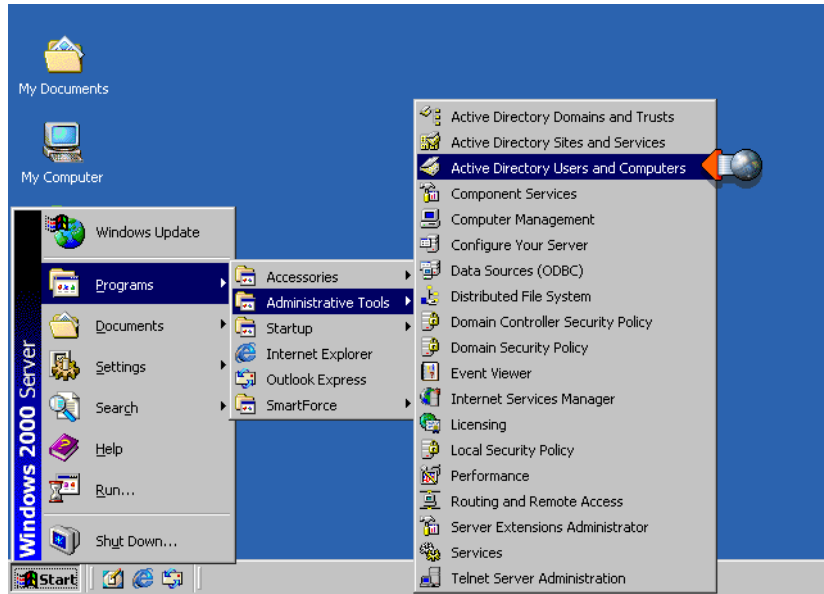 My Documents
My Computer
Windows 2000 Server
Windows Update
Programs
Documents
Settings
Search
Help
Run...
Shut Down...
Start
Accessories
Administrative Tools
Startup
Internet Explorer
Outlook Express
SmartForce
Active Directory Domains and Trusts
Active Directory Sites and Services
Active Directory Users and Computers
Component Services
Computer Management
Configure Your Server
Data Sources (ODBC)
Distributed File System
Domain Controller Security Policy
Domain Security Policy
Event Viewer
Internet Services Manager
Licensing
Local Security Policy
Performance
Routing and Remote Access
Server Extensions Administrator
Services
Telnet Server Administration